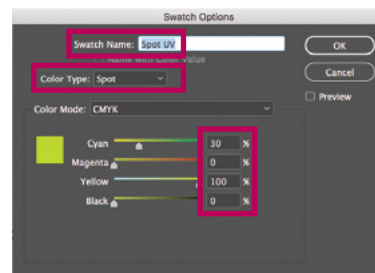 Swatch Options
Swatch Name: Spot UV
Name with Color Value
Color Type: Spot
Color Mode: CMYK
Cyan 30 %
Magenta 0 %
Yellow 100 %
Black 0 %
OK
Cancel
Preview